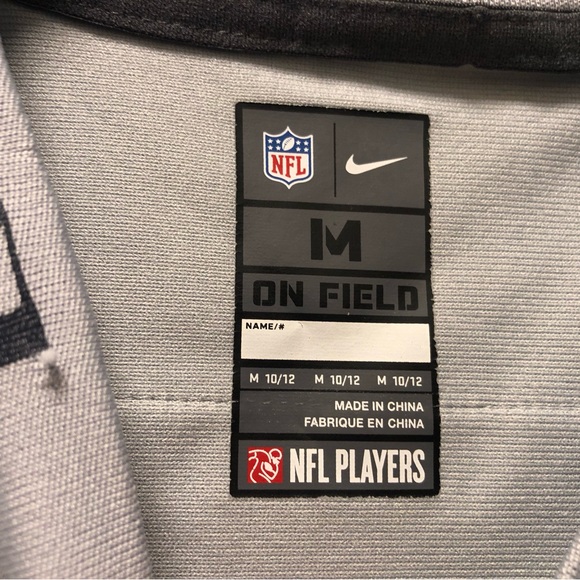 NFL
M
ON FIELD
NAME/#
M 10/12 M 10/12 M 10/12
MADE IN CHINA
FABRIQUE EN CHINA
NFL PLAYERS